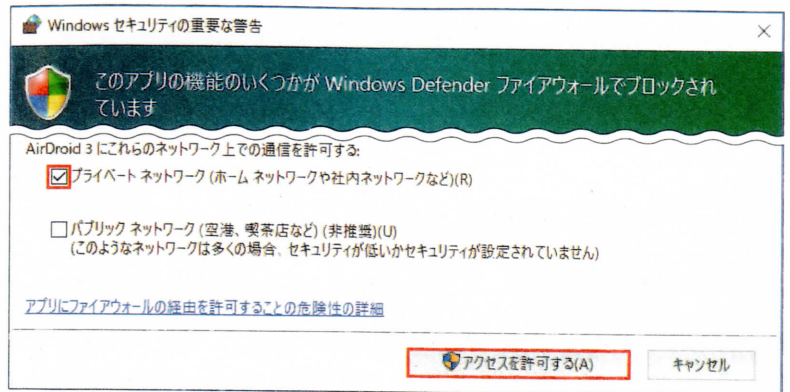 Windows セキュリティの重要な警告
このアプリの機能のいくつかが Windows Defender ファイアウォールでブロックされ
ています
AirDroid 3 にこれらのネットワーク上での通信を許可する:
プライベート ネットワーク (ホーム ネットワークや社内ネットワークなど)(R)
パブリック ネットワーク (空港、喫茶店など) (非推奨)(U)
(このようなネットワークは多くの場合、セキュリティが低いかセキュリティが設定されていません)
アプリにファイアウォールの経由を許可することの危険性の詳細
アクセスを許可する(A)
キャンセル